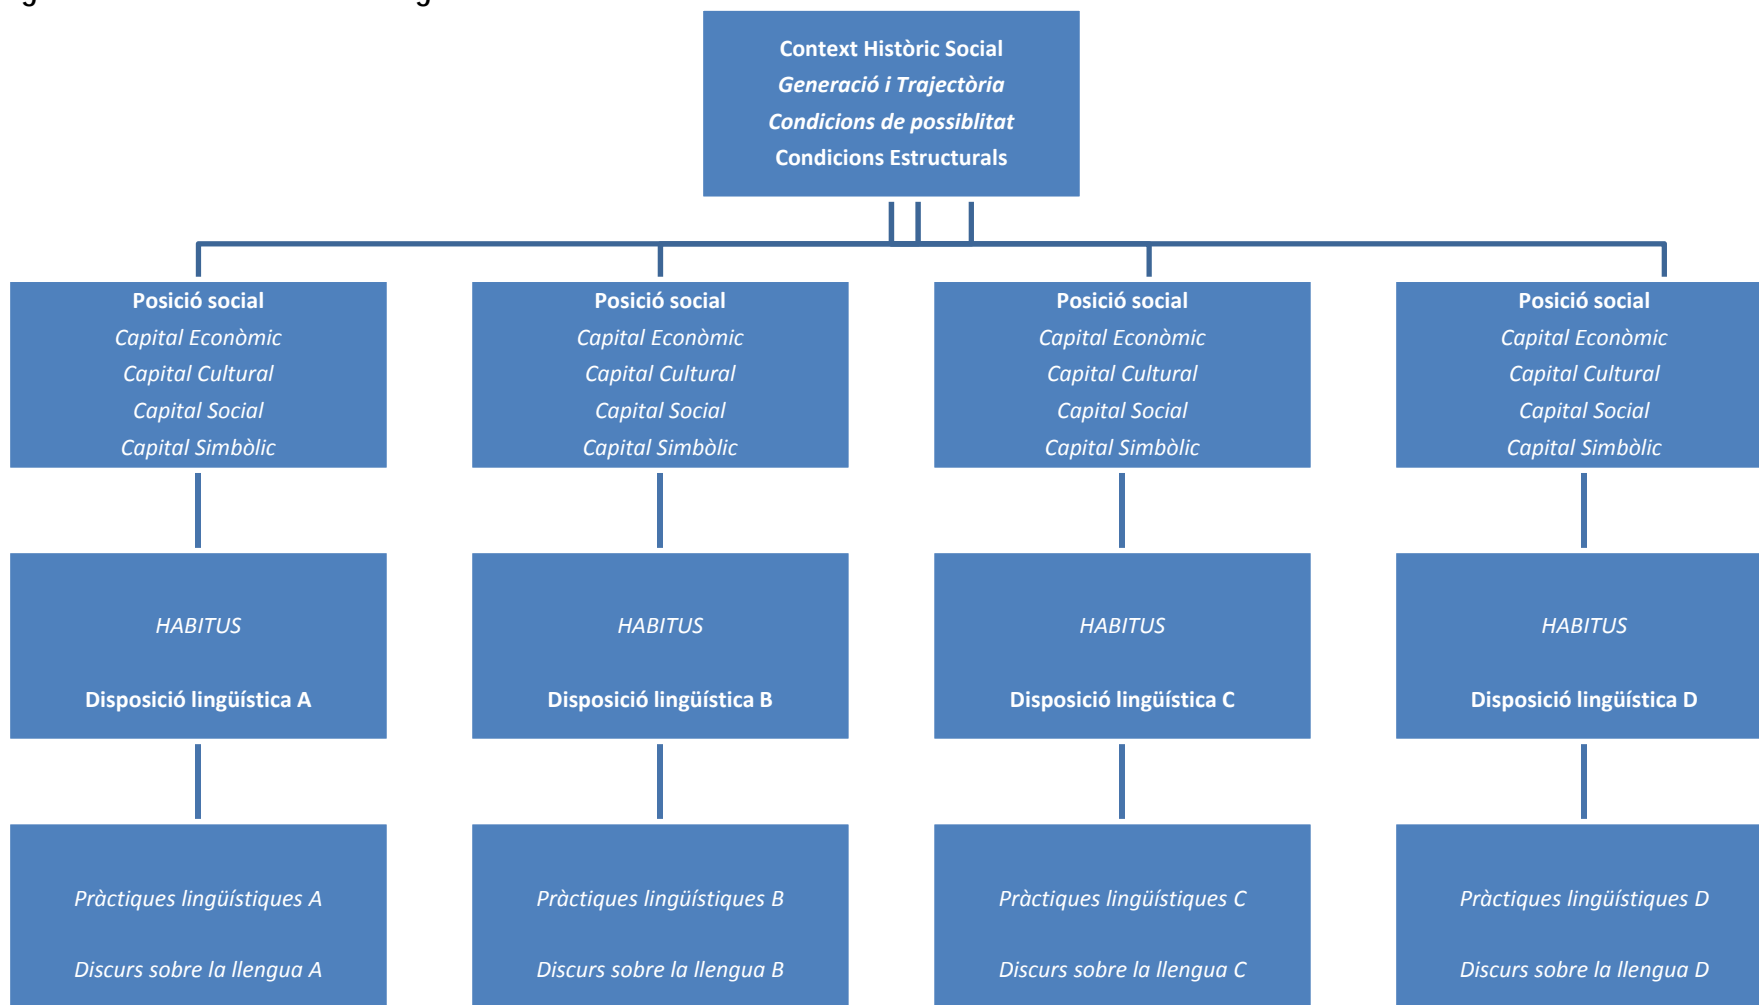 Context Històric Social
Generació i Trajectòria
Condicions de possiblitat
Condicions Estructurals
Posició social
Capital Econòmic
Capital Cultural
Capital Social
Capital Simbòlic
Posició social
Capital Econòmic
Capital Cultural
Capital Social
Capital Simbòlic
Posició social
Capital Econòmic
Capital Cultural
Capital Social
Capital Simbòlic
Posició social
Capital Econòmic
Capital Cultural
Capital Social
Capital Simbòlic
HABITUS
Disposició lingüística A
HABITUS
Disposició lingüística B
HABITUS
Disposició lingüística C
HABITUS
Disposició lingüística D
Pràctiques lingüístiques A
Discurs sobre la llengua A
Pràctiques lingüístiques B
Discurs sobre la llengua B
Pràctiques lingüístiques C
Discurs sobre la llengua C
Pràctiques lingüístiques D
Discurs sobre la llengua D